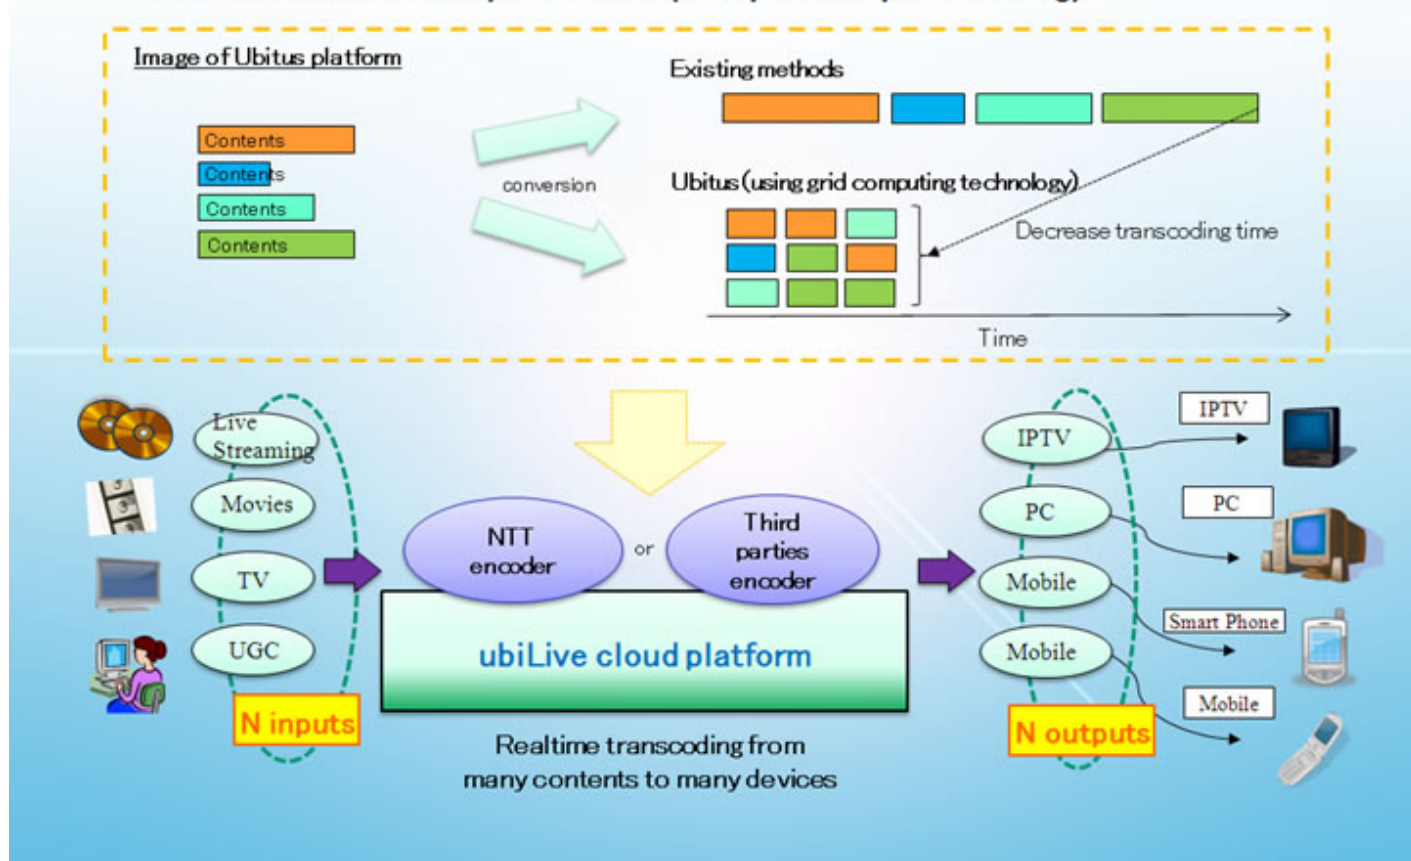 Image of Ubitus platform
Existing methods
Contents
Contents
Contents
Contents
conversion
Ubitus (using grid computing technology)
Decrease transcoding time
Time
Live
Streaming
Movies
TV
UGC
N inputs
NTT
encoder
or
Third
parties
encoder
ubiLive cloud platform
Realtime transcoding from
many contents to many devices
IPTV
PC
Mobile
Mobile
N outputs
IPTV
PC
Smart Phone
Mobile